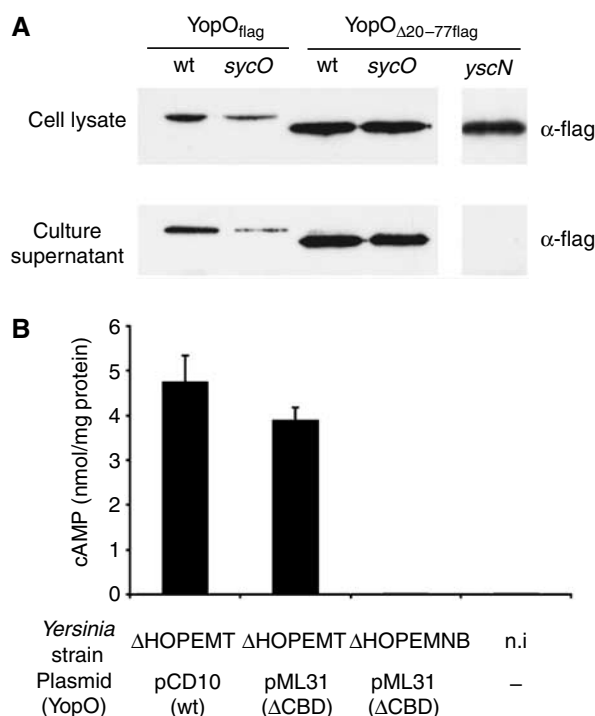 A
YopOflag YopOΔ20–77flag
wt sycO wt sycO yscN
Cell lysate α-flag
Culture supernatant α-flag
B
cAMP (nmol/mg protein)
6
5
4
3
2
1
0
Yersinia strain ΔHOPEMT ΔHOPEMT ΔHOPEMNB n.i
Plasmid pCD10 pML31 pML31 –
(YopO) (wt) (ΔCBD) (ΔCBD)